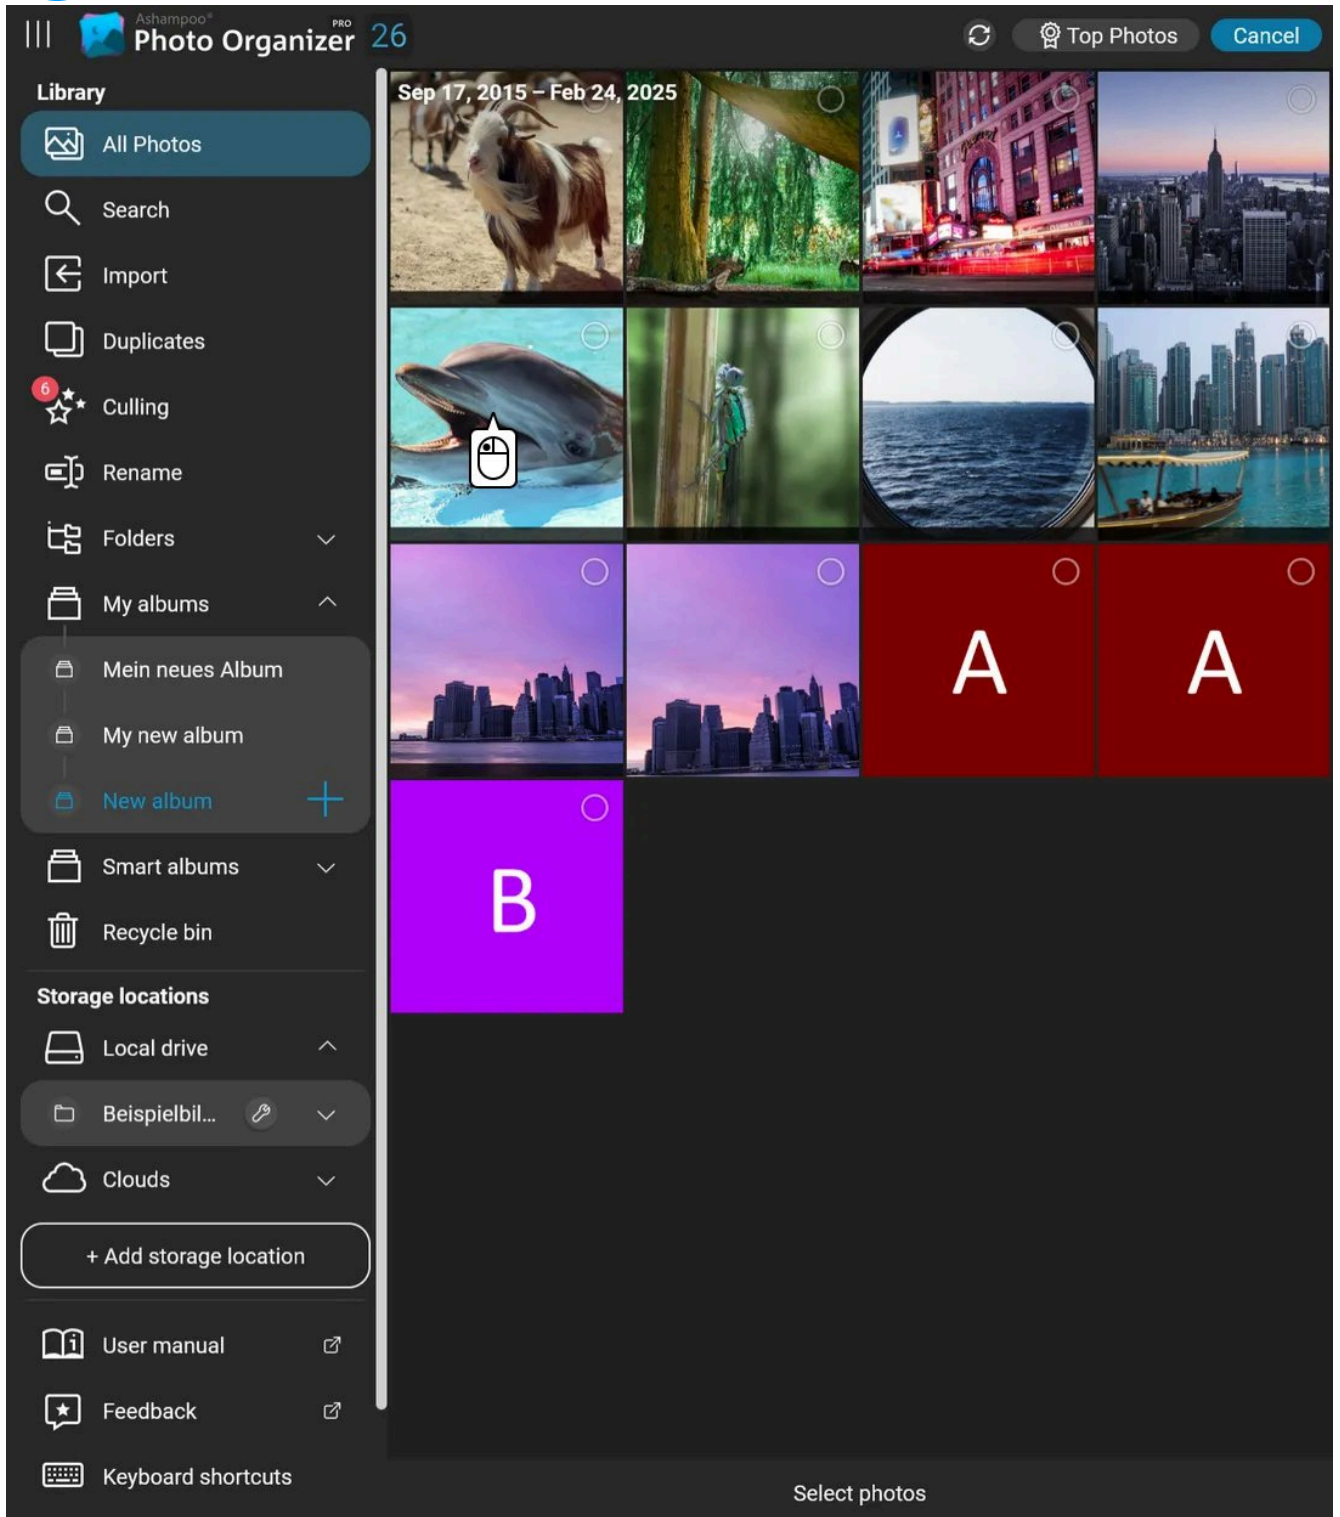 Ashampoo®
Photo Organizer PRO 26
Top Photos
Cancel
Library
All Photos
Search
Import
Duplicates
6
Culling
Rename
Folders
My albums
Mein neues Album
My new album
New album
Smart albums
Recycle bin
Storage locations
Local drive
Beispielbil...
Clouds
+ Add storage location
User manual
Feedback
Keyboard shortcuts
Sep 17, 2015 – Feb 24, 2025
A
A
B
Select photos